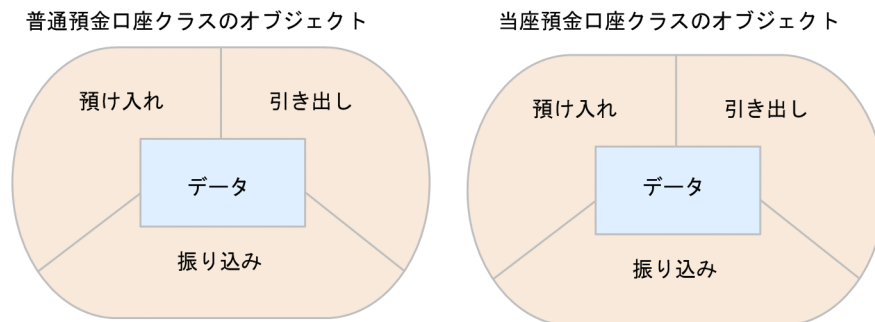 普通預金口座クラスのオブジェクト
預け入れ
引き出し
データ
振り込み
当座預金口座クラスのオブジェクト
預け入れ
引き出し
データ
振り込み